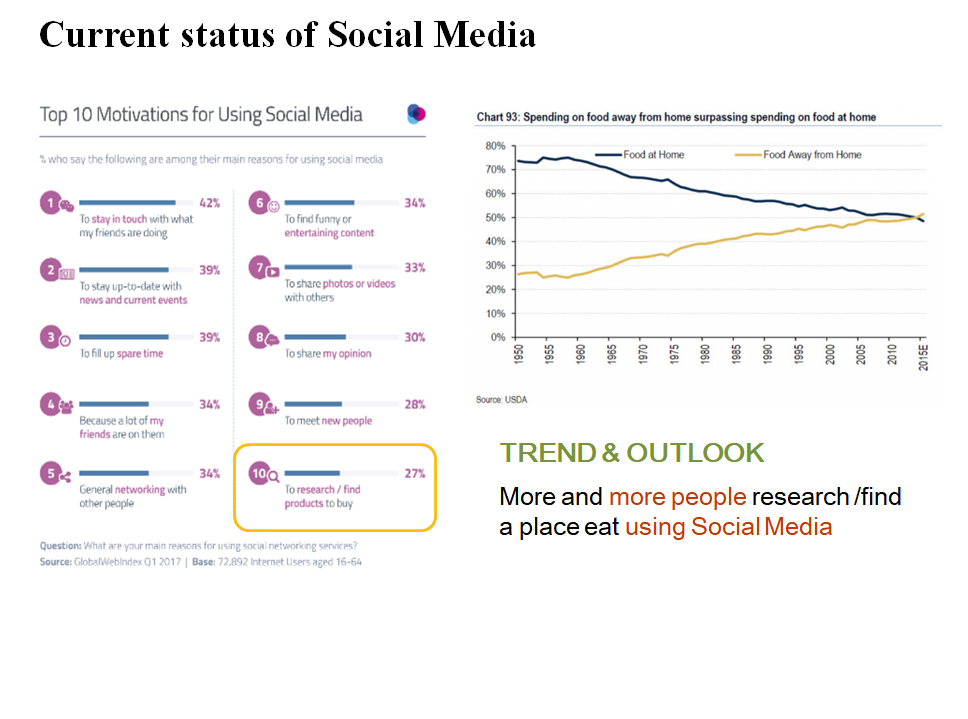 Current status of Social Media
Top 10 Motivations for Using Social Media
% who say the following are among their main reasons for using social media
1
42%
To stay in touch with what
my friends are doing
2
39%
To stay up-to-date with
news and current events
3
39%
To fill up spare time
4
34%
Because a lot of my
friends are on them
5
34%
General networking with
other people
6
34%
To find funny or
entertaining content
7
33%
To share photos or videos
with others
8
30%
To share my opinion
9
28%
To meet new people
10
27%
To research / find
products to buy
Question: What are your main reasons for using social networking services?
Source: GlobalWebIndex Q1 2017 | Base: 72,892 Internet Users aged 16-64
Chart 93: Spending on food away from home surpassing spending on food at home
Food at Home
Food Away from Home
80%
70%
60%
50%
40%
30%
20%
10%
0%
1950
1955
1960
1965
1970
1975
1980
1985
1990
1995
2000
2005
2010
2015E
Source: USDA
TREND & OUTLOOK
More and more people research /find
a place eat using Social Media